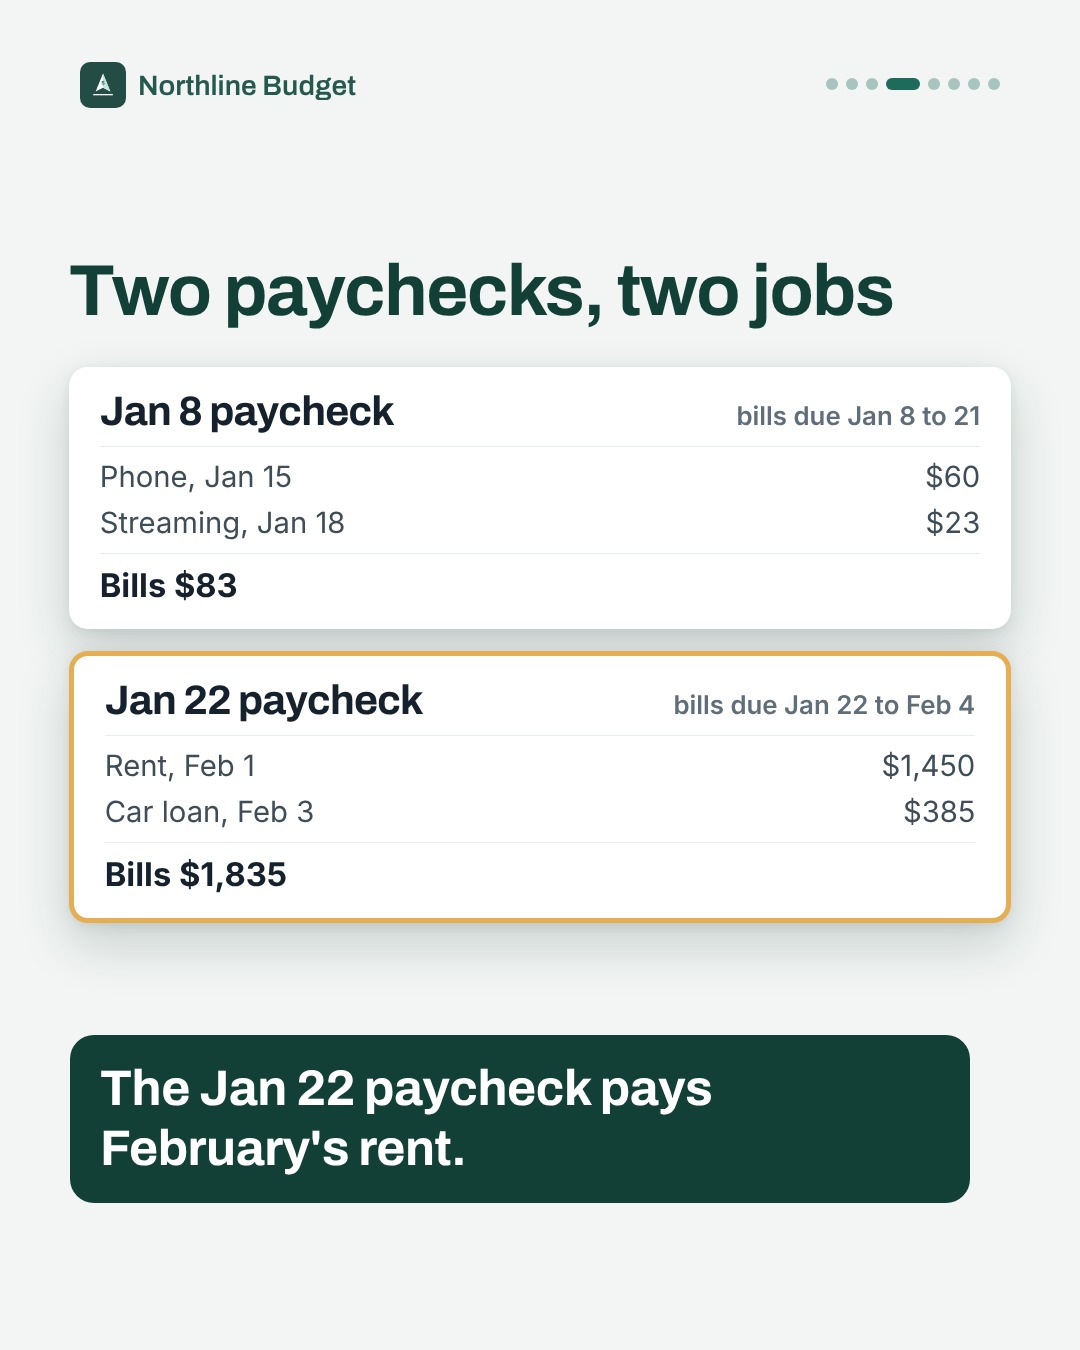 Northline Budget
Two paychecks, two jobs
Jan 8 paycheck bills due Jan 8 to 21
Phone, Jan 15 $60
Streaming, Jan 18 $23
Bills $83
Jan 22 paycheck bills due Jan 22 to Feb 4
Rent, Feb 1 $1,450
Car loan, Feb 3 $385
Bills $1,835
The Jan 22 paycheck pays
February's rent.